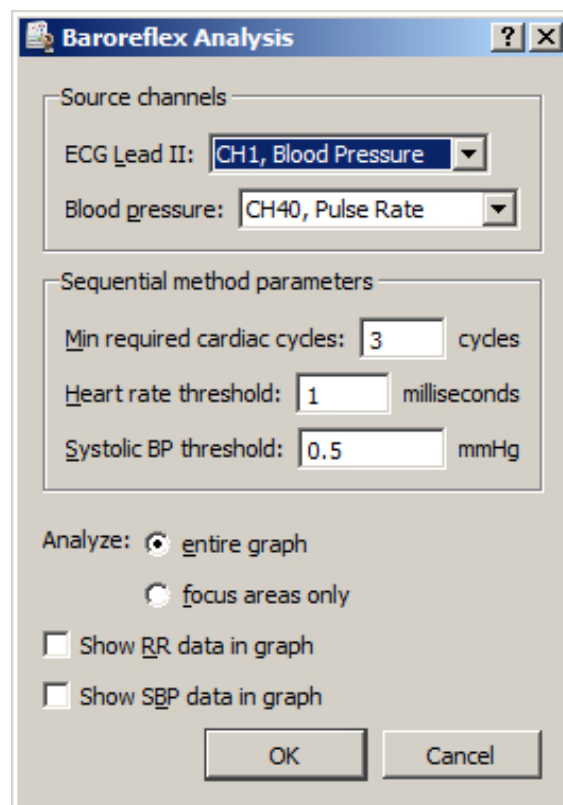 Baroreflex Analysis
Source channels
ECG Lead II: CH1, Blood Pressure
Blood pressure: CH40, Pulse Rate
Sequential method parameters
Min required cardiac cycles: 3 cycles
Heart rate threshold: 1 milliseconds
Systolic BP threshold: 0.5 mmHg
Analyze: entire graph
focus areas only
Show RR data in graph
Show SBP data in graph
OK Cancel